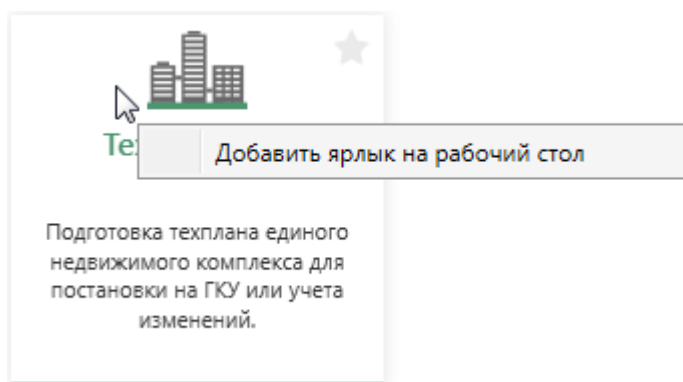 Те
Добавить ярлык на рабочий стол
Подготовка техплана единого
недвижимого комплекса для
постановки на ГКУ или учета
изменений.